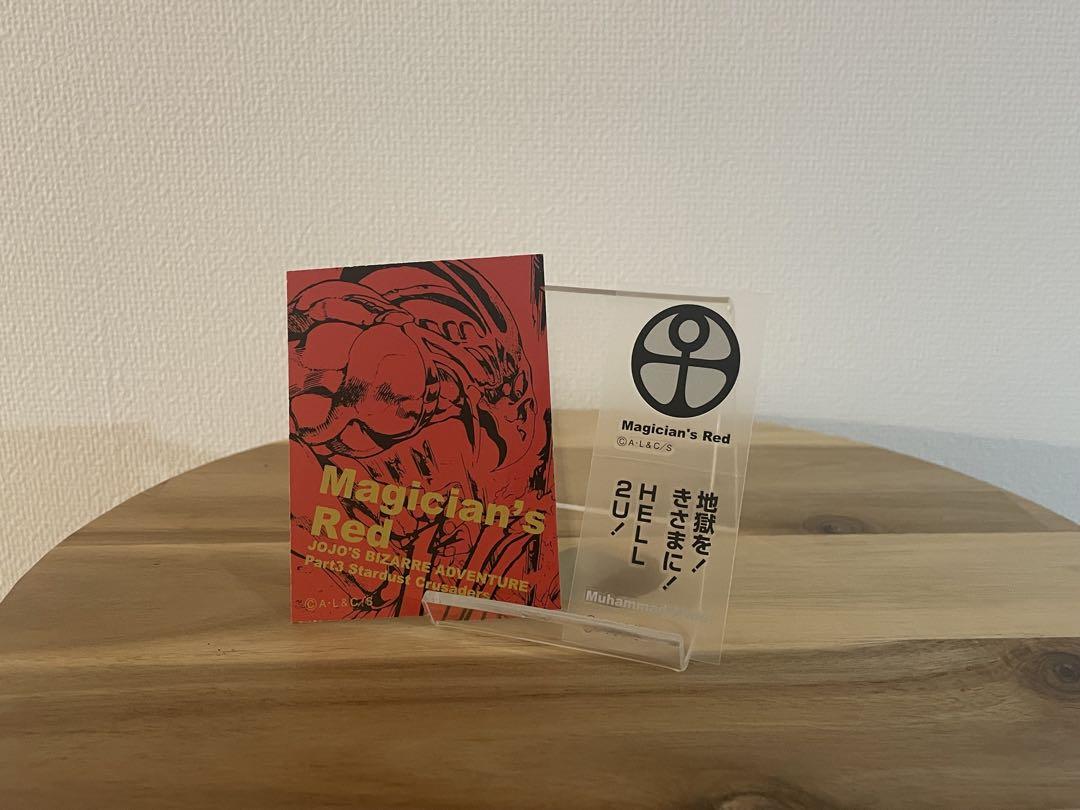 Magician's
Red
JOJO'S BIZARRE ADVENTURE
Part3 Stardust Crusaders
©A・L&C/S
Magician's Red
©A・L&C/S
地獄を！
きさまに！
HELL
2U！
Muhammad